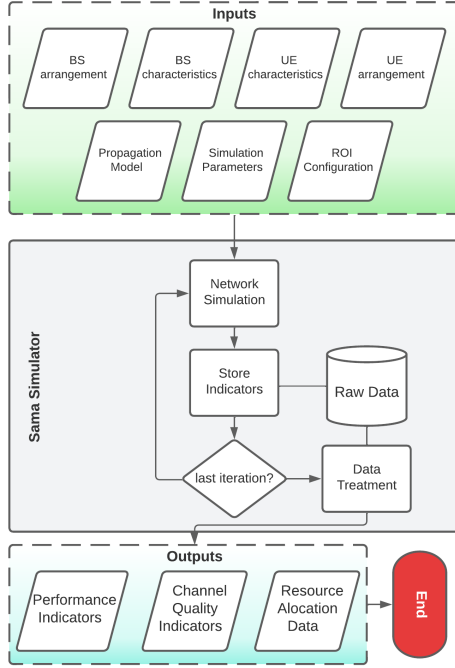 Inputs
BS
arrangement
BS
characteristics
UE
characteristics
UE
arrangement
Propagation
Model
Simulation
Parameters
ROI
Configuration
Sama Simulator
Network
Simulation
Store
Indicators
Raw Data
last iteration?
Data
Treatment
Outputs
Performance
Indicators
Channel
Quality
Indicators
Resource
Alocation
Data
End